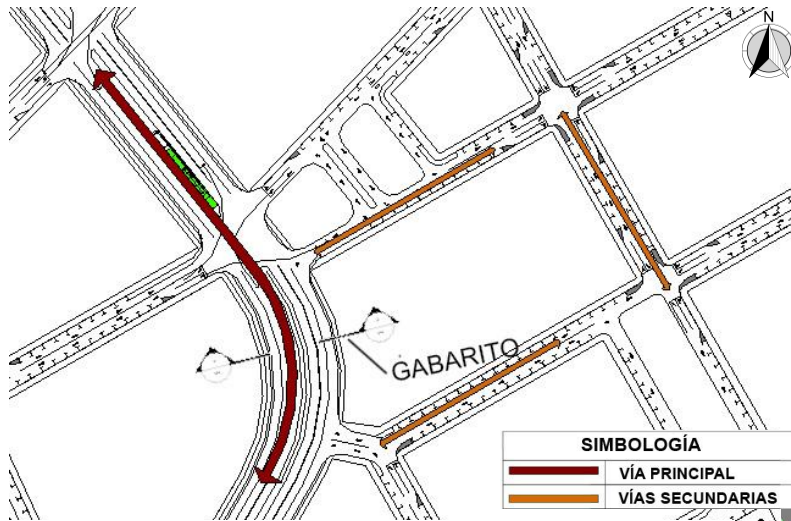 N
GABARITO
SIMBOLOGÍA
VÍA PRINCIPAL
VÍAS SECUNDARIAS